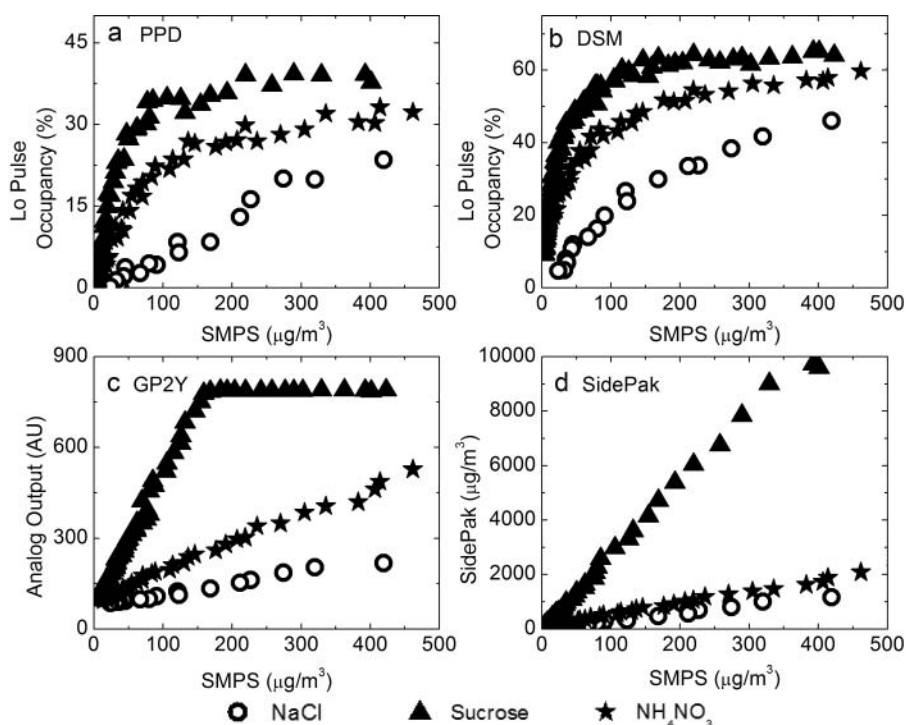 a PPD
45
30
15
0
Lo Pulse
Occupancy (%)
0 100 200 300 400 500
SMPS (μg/m³)
b DSM
60
40
20
0
Lo Pulse
Occupancy (%)
0 100 200 300 400 500
SMPS (μg/m³)
c GP2Y
900
600
300
0
Analog Output (AU)
0 100 200 300 400 500
SMPS (μg/m³)
d SidePak
10000
8000
6000
4000
2000
0
SidePak (μg/m³)
0 100 200 300 400 500
SMPS (μg/m³)
NaCl Sucrose NH₄NO₃